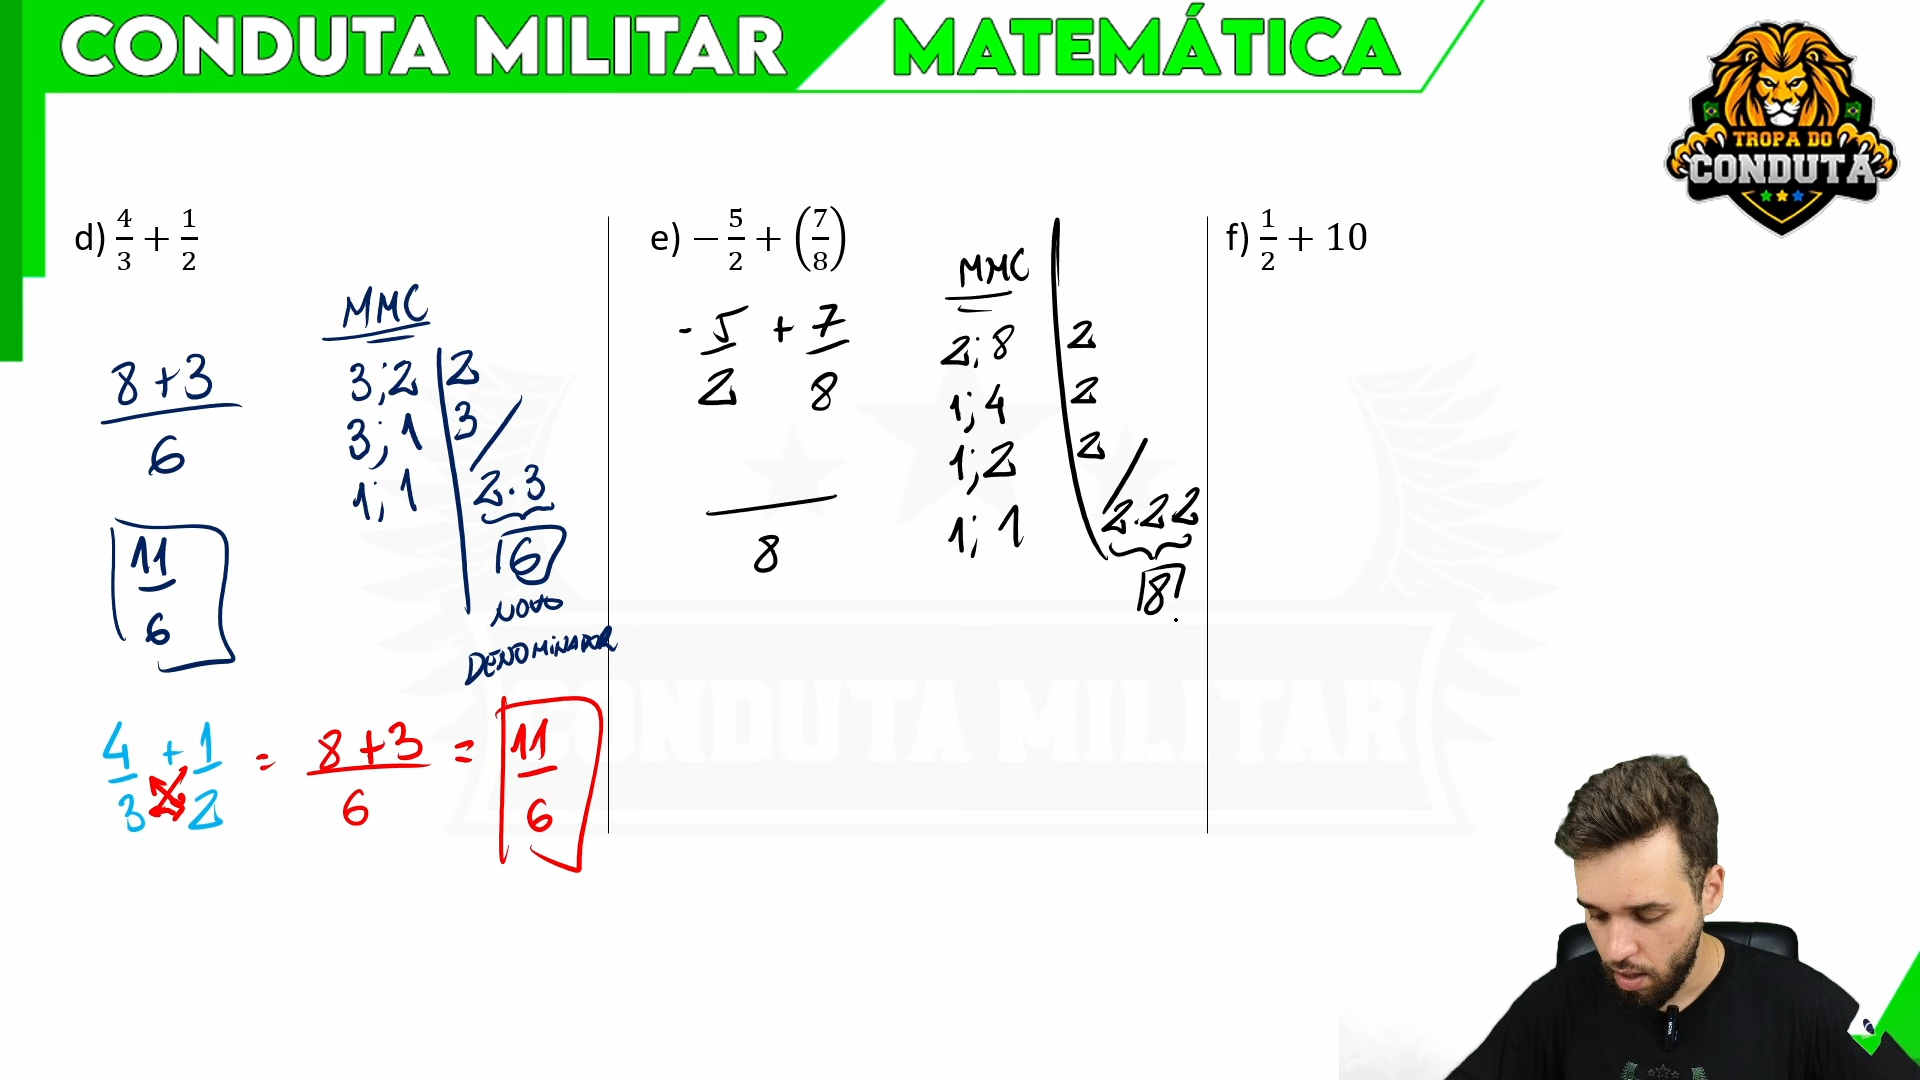 CONDUTA MILITAR MATEMÁTICA
TROPA DO
CONDUTA
d) 4/3 + 1/2
MMC
3;2 | 2
3;1 | 3
1;1 | 2.3
6
NOVO
DENOMINADOR
8+3
6
11
6
4/3 + 1/2 = 8+3/6 = 11/6
e) −5/2 + (7/8)
-5/2 + 7/8
8
MMC
2;8 | 2
1;4 | 2
1;2 | 2
1;1 | 2.2.2
8
f) 1/2 + 10
CONDUTA MILITAR